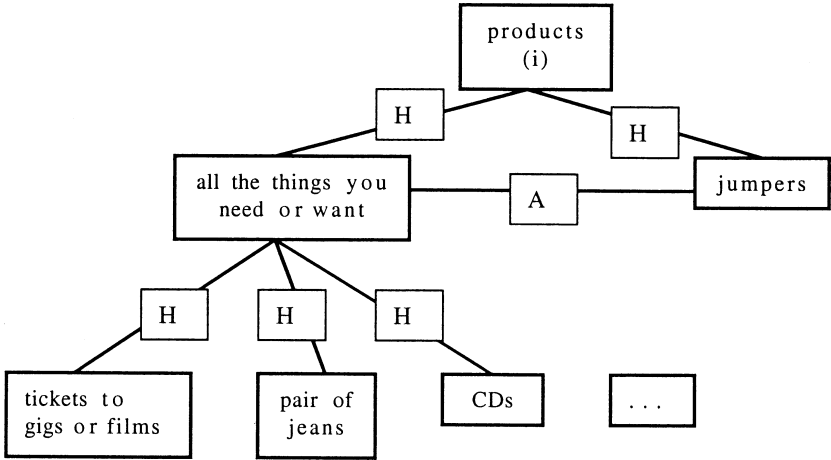 products
(i)
H
H
all the things you
need or want
A
jumpers
H
H
H
tickets to
gigs or films
pair of
jeans
CDs
...